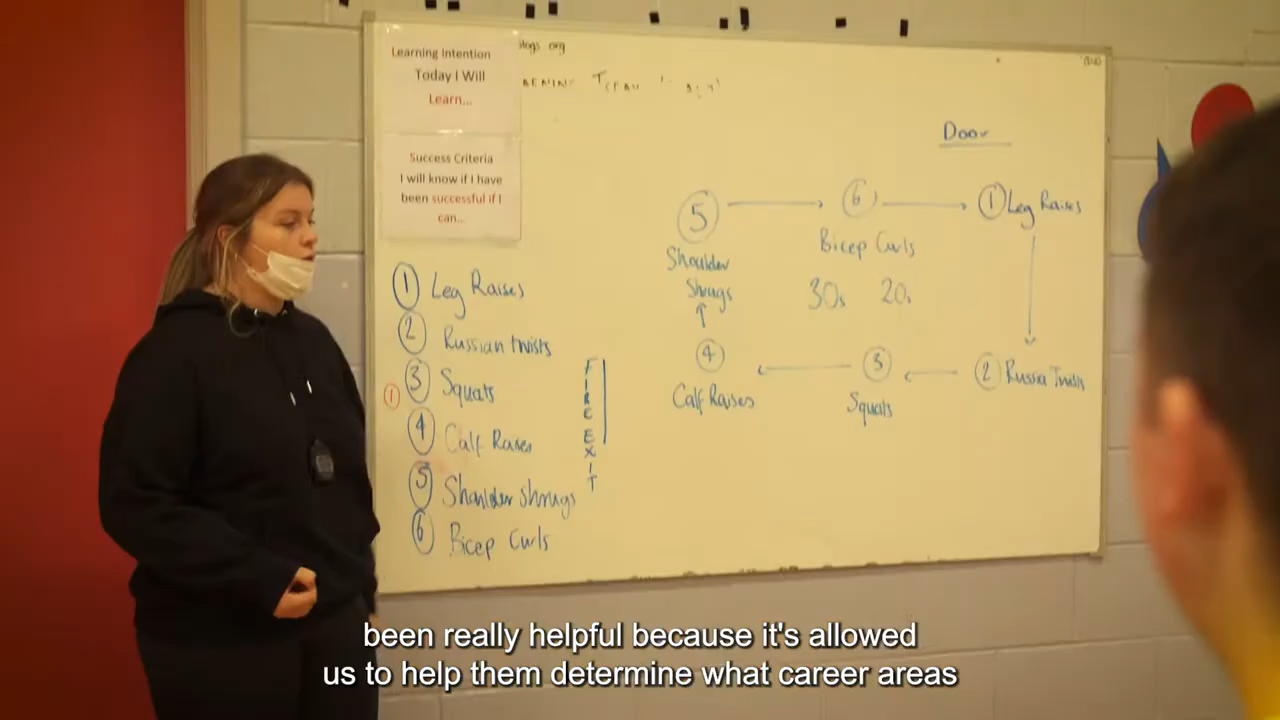 Learning Intention
Today I Will
Learn...
Success Criteria
I will know if I have
been successful if I
can...
① Leg Raises
② Russian twists
③ Squats
①
④ Calf Raises
⑤ Shoulder shrugs
⑥ Bicep Curls
FIRE EXIT
Door
⑤
⑥
① Leg Raises
Shoulder
Shrugs
Bicep Curls
30s 20s
④
③
② Russia Twists
Calf Raises
Squats
been really helpful because it's allowed
us to help them determine what career areas